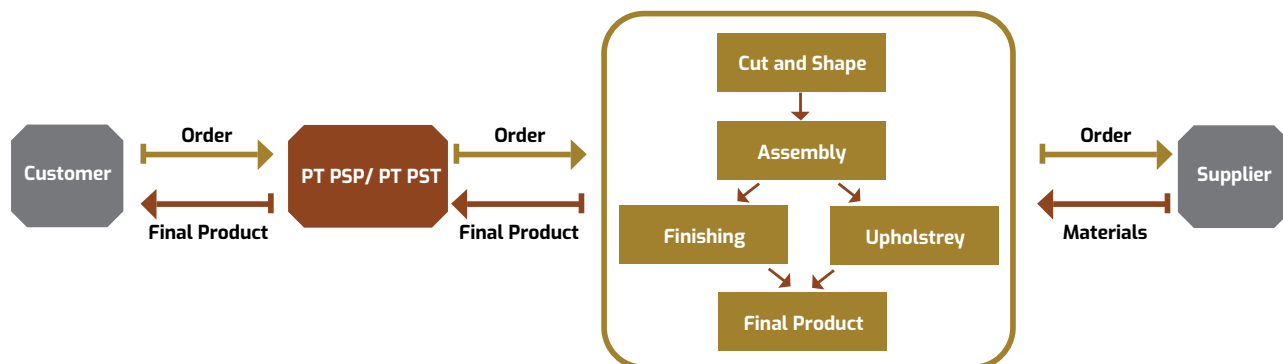 Customer
Order
Final Product
PT PSP/ PT PST
Order
Final Product
Cut and Shape
Assembly
Finishing
Upholstrey
Final Product
Order
Materials
Supplier